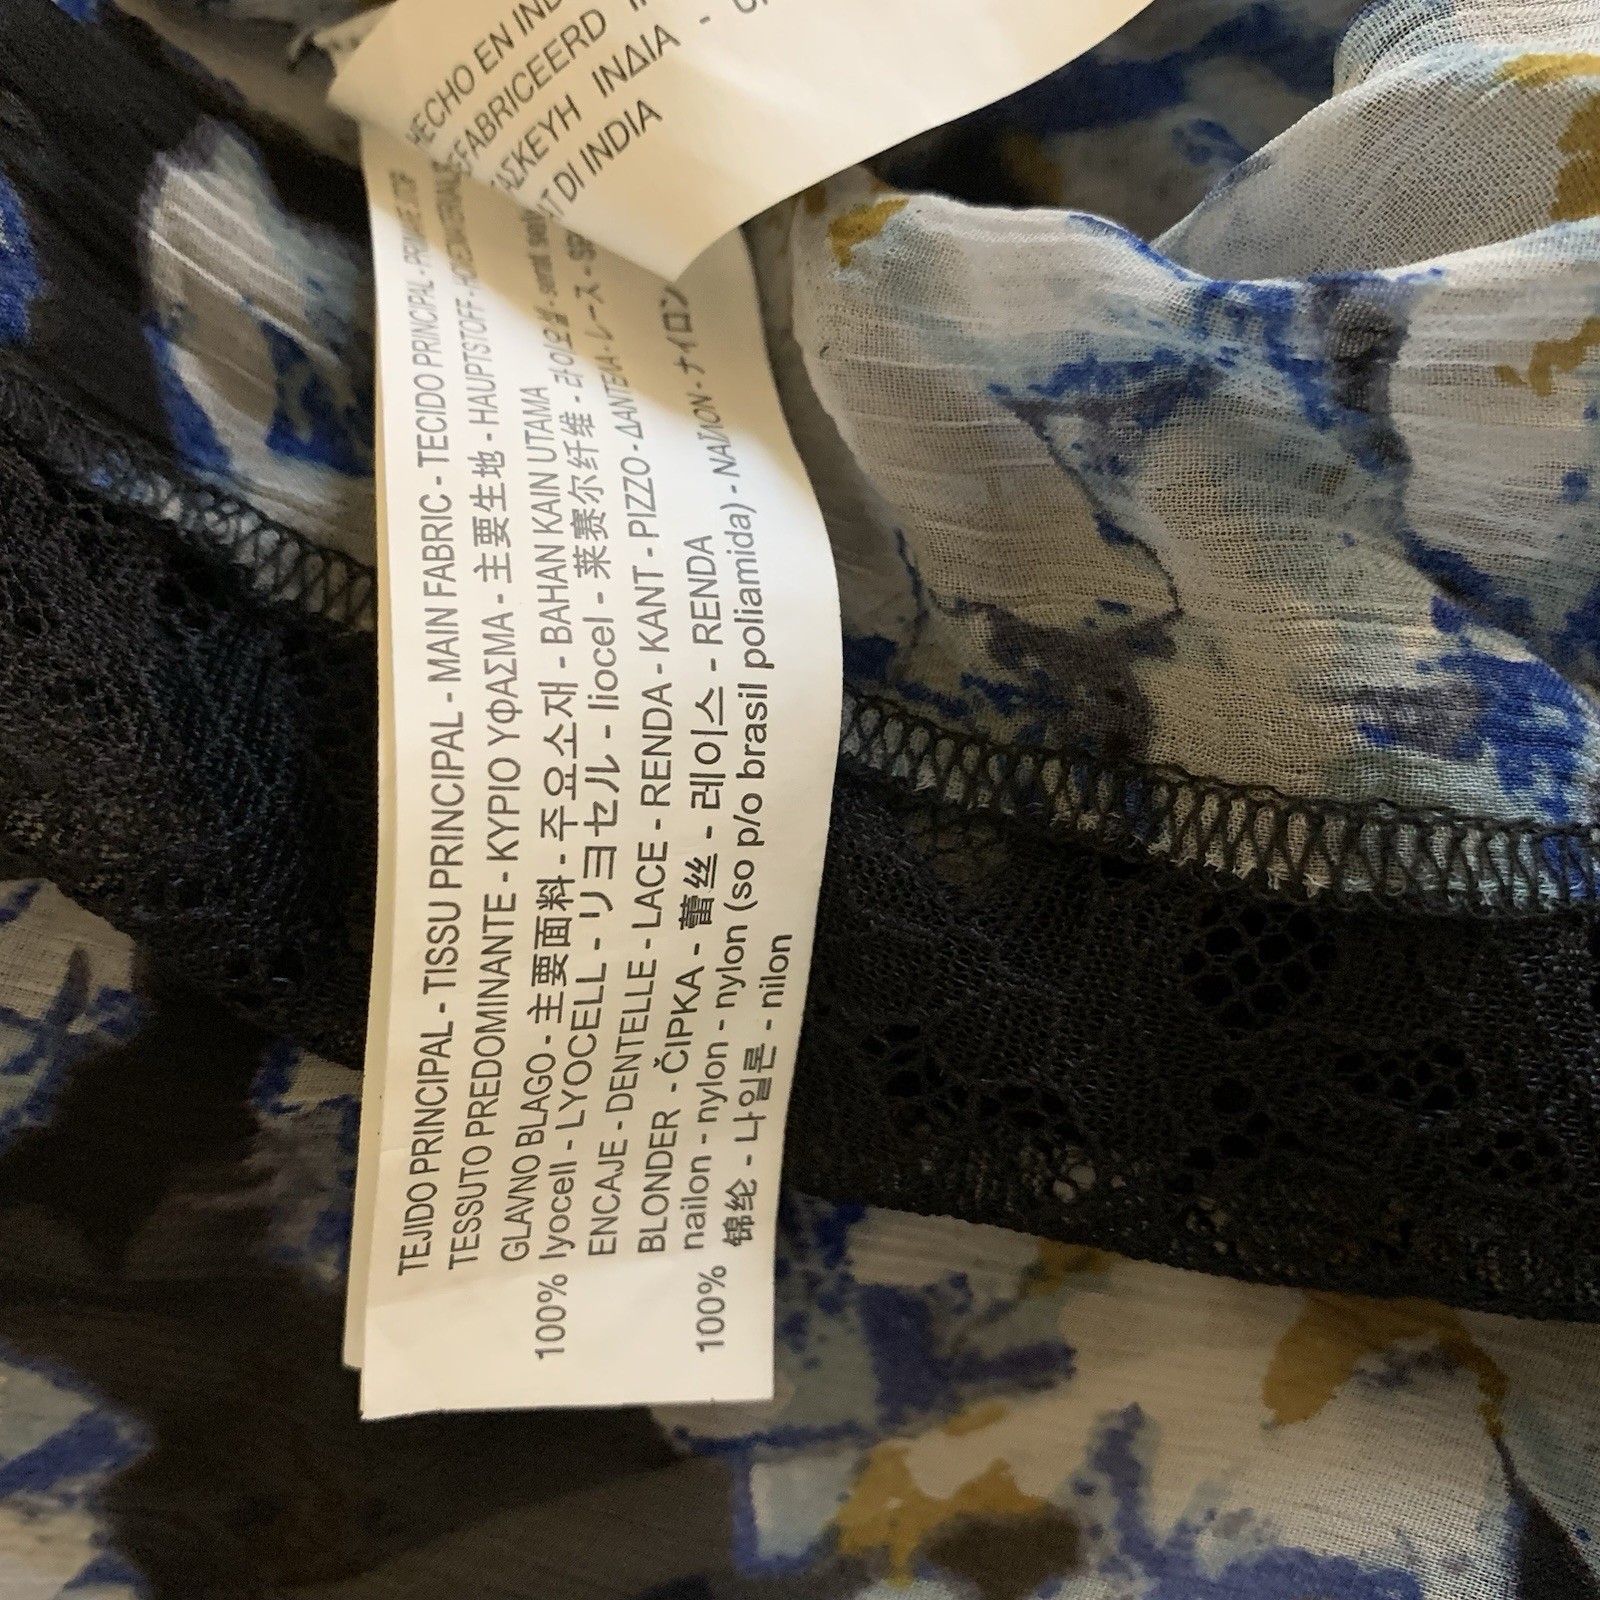 HECHO EN IND
FABRICEERD
ΑΣΚΕΥΗ ΙΝΔΙΑ -
T DI INDIA
TEJIDO PRINCIPAL - TISSU PRINCIPAL - MAIN FABRIC - TECIDO PRINCIPAL -
TESSUTO PREDOMINANTE - ΚΥΡΙΟ ΥΦΑΣΜΑ - 主要生地 - HAUPTSTOFF -
GLAVNO BLAGO - 主要面料 - 주요소재 - BAHAN KAIN UTAMA
100% lyocell - LYOCELL - リヨセル - liocel - 莱赛尔纤维 - 라이오셀 -
ENCAJE - DENTELLE - LACE - RENDA - KANT - PIZZO - ΔΑΝΤΕΛΑ - レース -
BLONDER - ČIPKA - 蕾丝 - 레이스 - RENDA
100% nailon - nylon - nylon (so p/o brasil poliamida) - ΝΑΪΛΟΝ - ナイロン
锦纶 - 나일론 - nilon